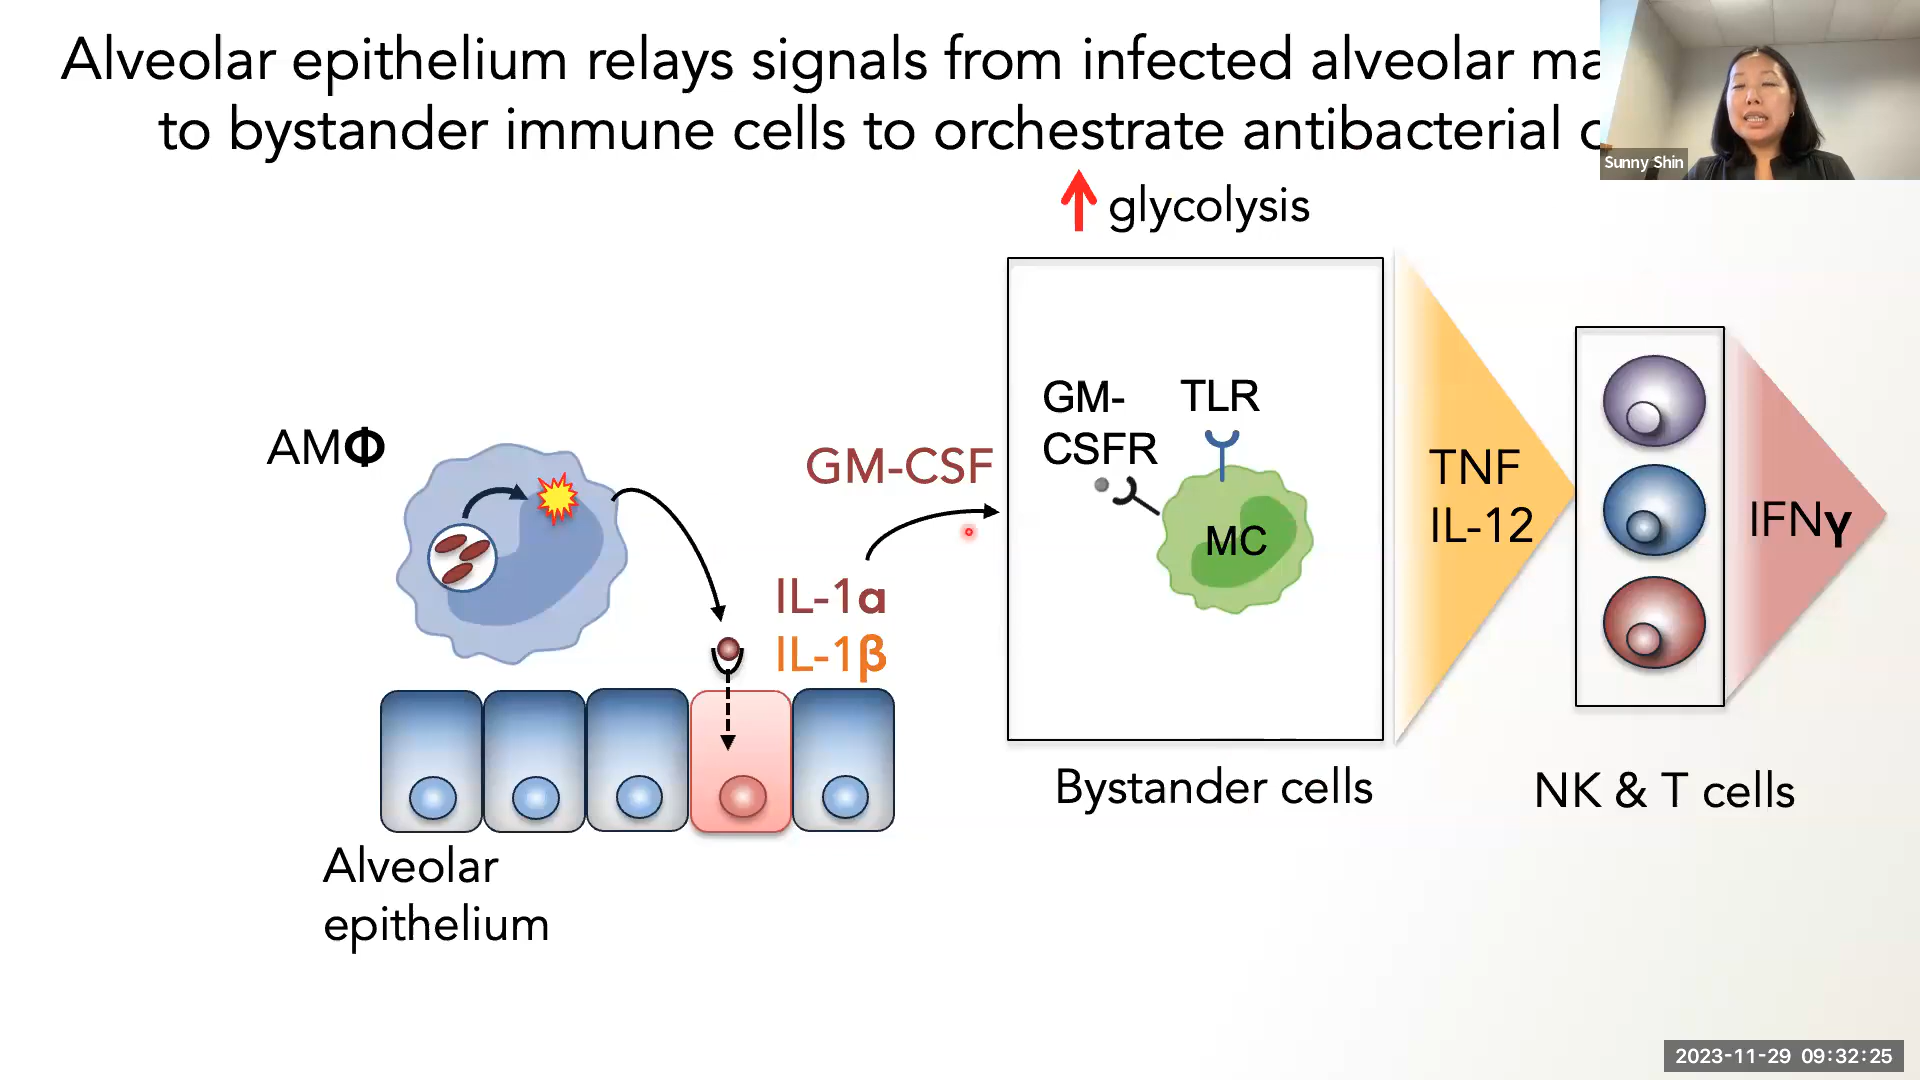 Alveolar epithelium relays signals from infected alveolar
to bystander immune cells to orchestrate antibacterial
Sunny Shin
glycolysis
AMΦ
GM-CSF
IL-1α
IL-1β
GM-
CSFR
TLR
MC
TNF
IL-12
IFNγ
Bystander cells
NK & T cells
Alveolar
epithelium
2023-11-29 09:32:25